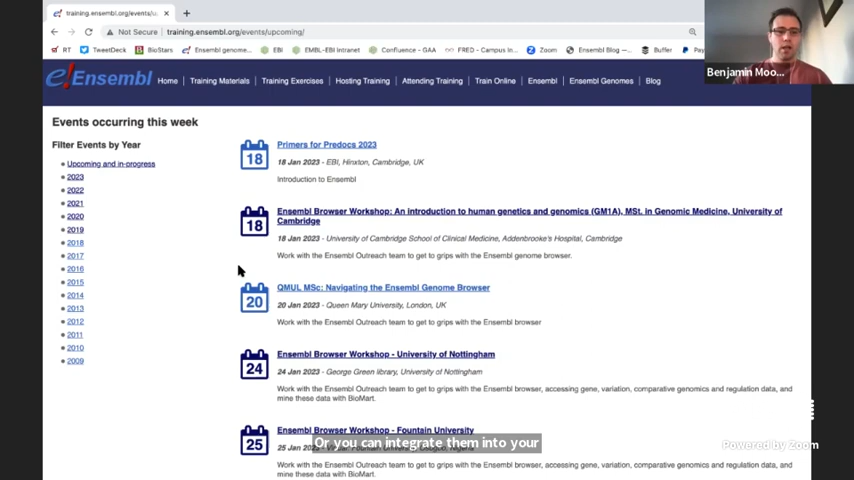 training.ensembl.org/events/u
Not Secure | training.ensembl.org/events/upcoming/
RT TweetDeck BioStars Ensembl genome... EBI EMBL-EBI Intranet Confluence - GAA FRED - Campus In... Zoom Ensembl Blog —... Buffer Pay
Benjamin Moo...
e!Ensembl Home Training Materials Training Exercises Hosting Training Attending Training Train Online Ensembl Ensembl Genomes Blog
Events occurring this week
Filter Events by Year
Upcoming and in-progress
2023
2022
2021
2020
2019
2018
2017
2016
2015
2014
2013
2012
2011
2010
2009
18
Primers for Predocs 2023
18 Jan 2023 - EBI, Hinxton, Cambridge, UK
Introduction to Ensembl
18
Ensembl Browser Workshop: An introduction to human genetics and genomics (GM1A), MSt. in Genomic Medicine, University of
Cambridge
18 Jan 2023 - University of Cambridge School of Clinical Medicine, Addenbrooke's Hospital, Cambridge
Work with the Ensembl Outreach team to get to grips with the Ensembl genome browser.
20
QMUL MSc: Navigating the Ensembl Genome Browser
20 Jan 2023 - Queen Mary University, London, UK
Work with the Ensembl Outreach team to get to grips with the Ensembl browser
24
Ensembl Browser Workshop - University of Nottingham
24 Jan 2023 - George Green library, University of Nottingham
Work with the Ensembl Outreach team to get to grips with the Ensembl browser, accessing gene, variation, comparative genomics and regulation data, and
mine these data with BioMart.
25
Ensembl Browser Workshop - Fountain University
Or you can integrate them into your
25 Jan
Work with the Ensembl Outreach team to get to grips with the Ensembl browser, accessing gene, variation, comparative genomics and regulation data, and
mine these data with BioMart.
Powered by Zoom